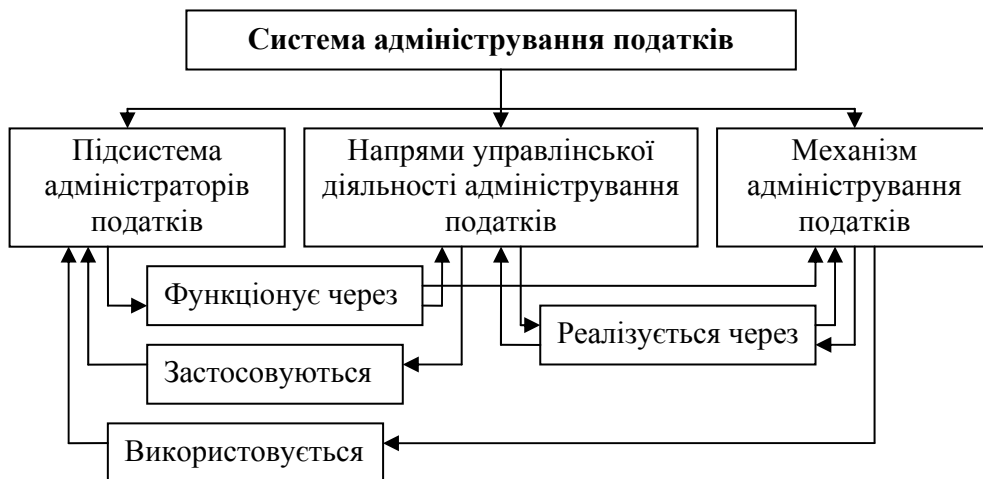 Система адміністрування податків
Підсистема
адміністраторів
податків
Напрями управлінської
діяльності адміністрування
податків
Механізм
адмініcтрування
податків
Функціонує через
Реалізується через
Застосовуються
Використовується